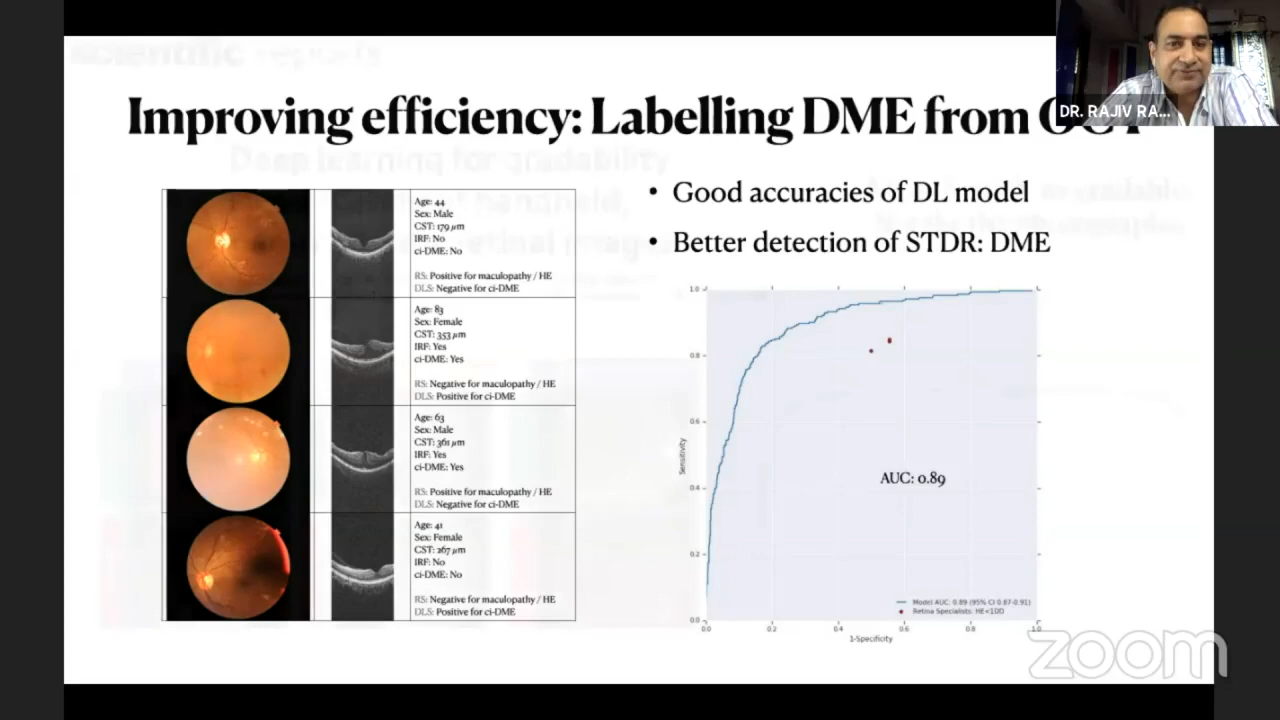 Improving efficiency: Labelling DME from
DR. RAJIV RA...
Age: 44
Sex: Male
CST: 179 µm
IRF: No
ci-DME: No
RS: Positive for maculopathy / HE
DLS: Negative for ci-DME
Age: 83
Sex: Female
CST: 353 µm
IRF: Yes
ci-DME: Yes
RS: Negative for maculopathy / HE
DLS: Positive for ci-DME
Age: 63
Sex: Male
CST: 361 µm
IRF: Yes
ci-DME: Yes
RS: Positive for maculopathy / HE
DLS: Negative for ci-DME
Age: 41
Sex: Female
CST: 267 µm
IRF: No
ci-DME: No
RS: Negative for maculopathy / HE
DLS: Positive for ci-DME
• Good accuracies of DL model
• Better detection of STDR: DME
1.0
0.8
0.6
0.4
0.2
0.0
Sensitivity
AUC: 0.89
Model AUC: 0.89 (95% CI 0.87-0.91)
Retina Specialists: HE<1DD
0.0 0.2 0.4 0.6 0.8 1.0
1-Specificity
zoom
scientific reports
Deep learning for gradability